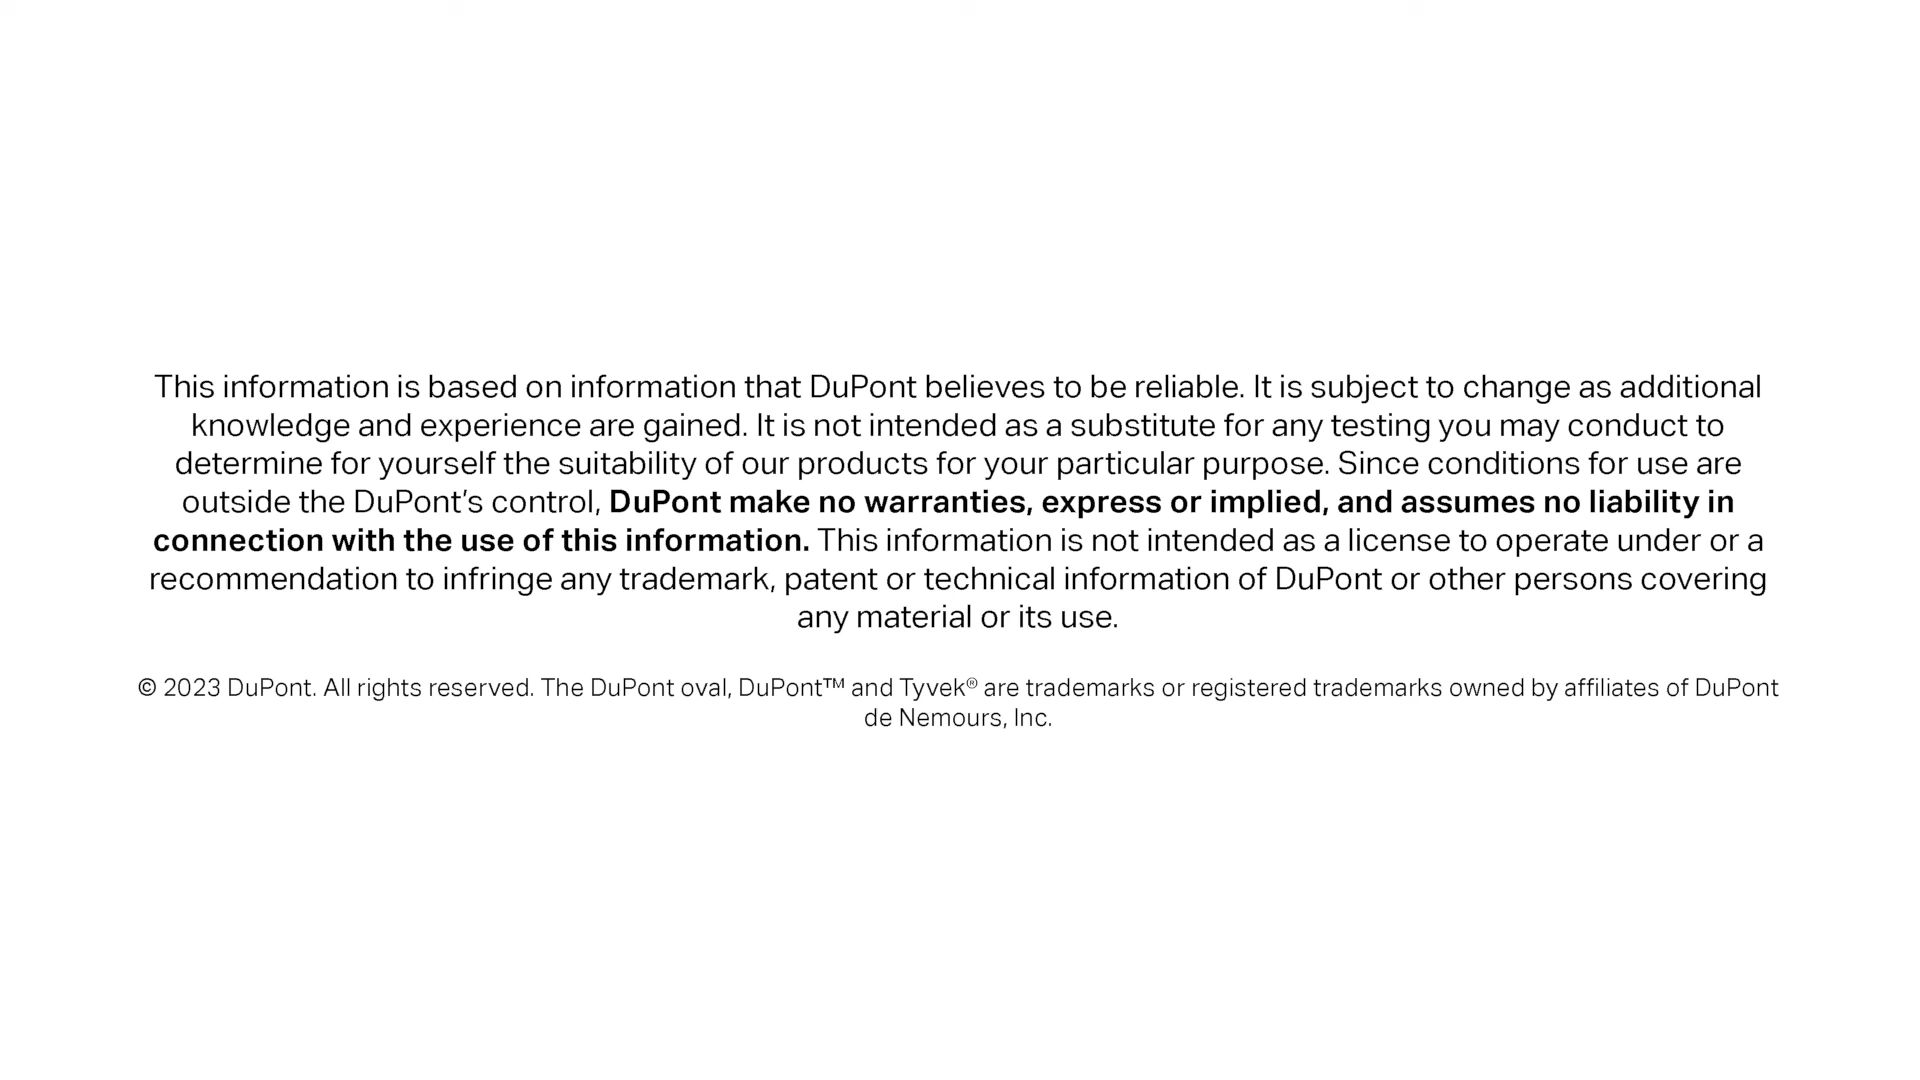 This information is based on information that DuPont believes to be reliable. It is subject to change as additional
knowledge and experience are gained. It is not intended as a substitute for any testing you may conduct to
determine for yourself the suitability of our products for your particular purpose. Since conditions for use are
outside the DuPont’s control, DuPont make no warranties, express or implied, and assumes no liability in
connection with the use of this information. This information is not intended as a license to operate under or a
recommendation to infringe any trademark, patent or technical information of DuPont or other persons covering
any material or its use.
© 2023 DuPont. All rights reserved. The DuPont oval, DuPont™ and Tyvek® are trademarks or registered trademarks owned by affiliates of DuPont
de Nemours, Inc.